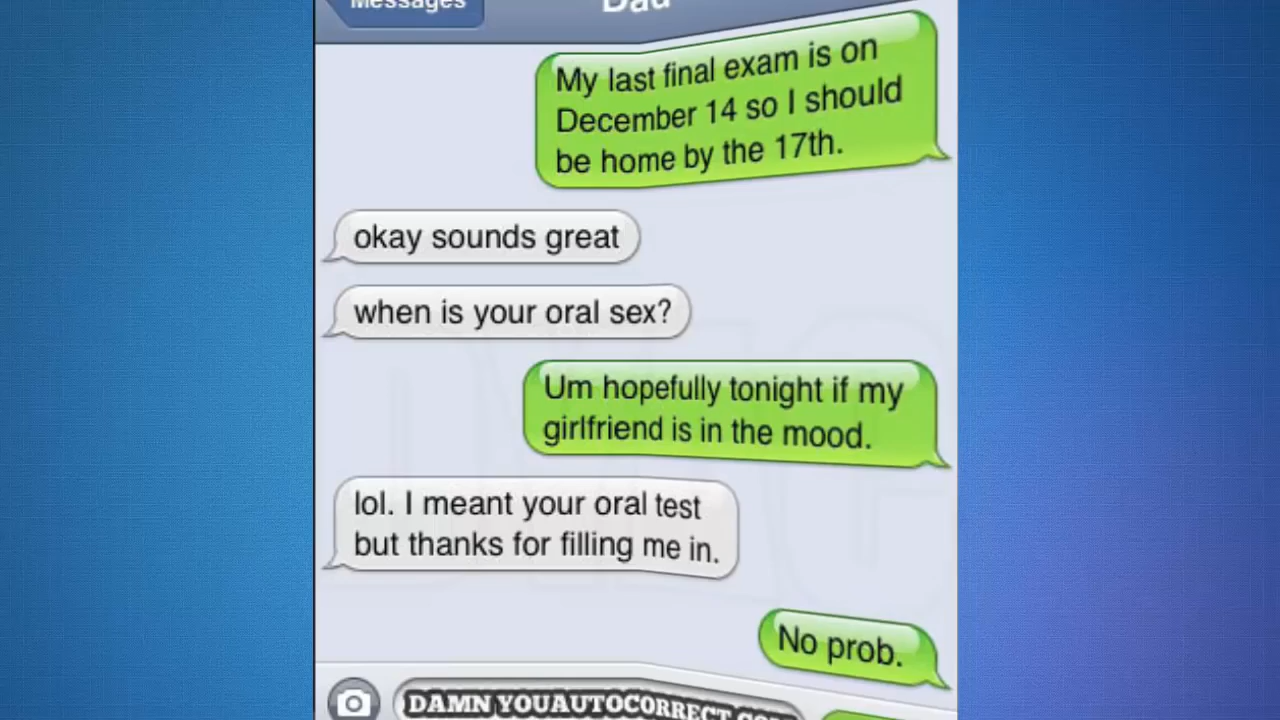 Messages
Dad
My last final exam is on
December 14 so I should
be home by the 17th.
okay sounds great
when is your oral sex?
Um hopefully tonight if my
girlfriend is in the mood.
lol. I meant your oral test
but thanks for filling me in.
No prob.
DAMN YOUAUTOCORRECT.COM